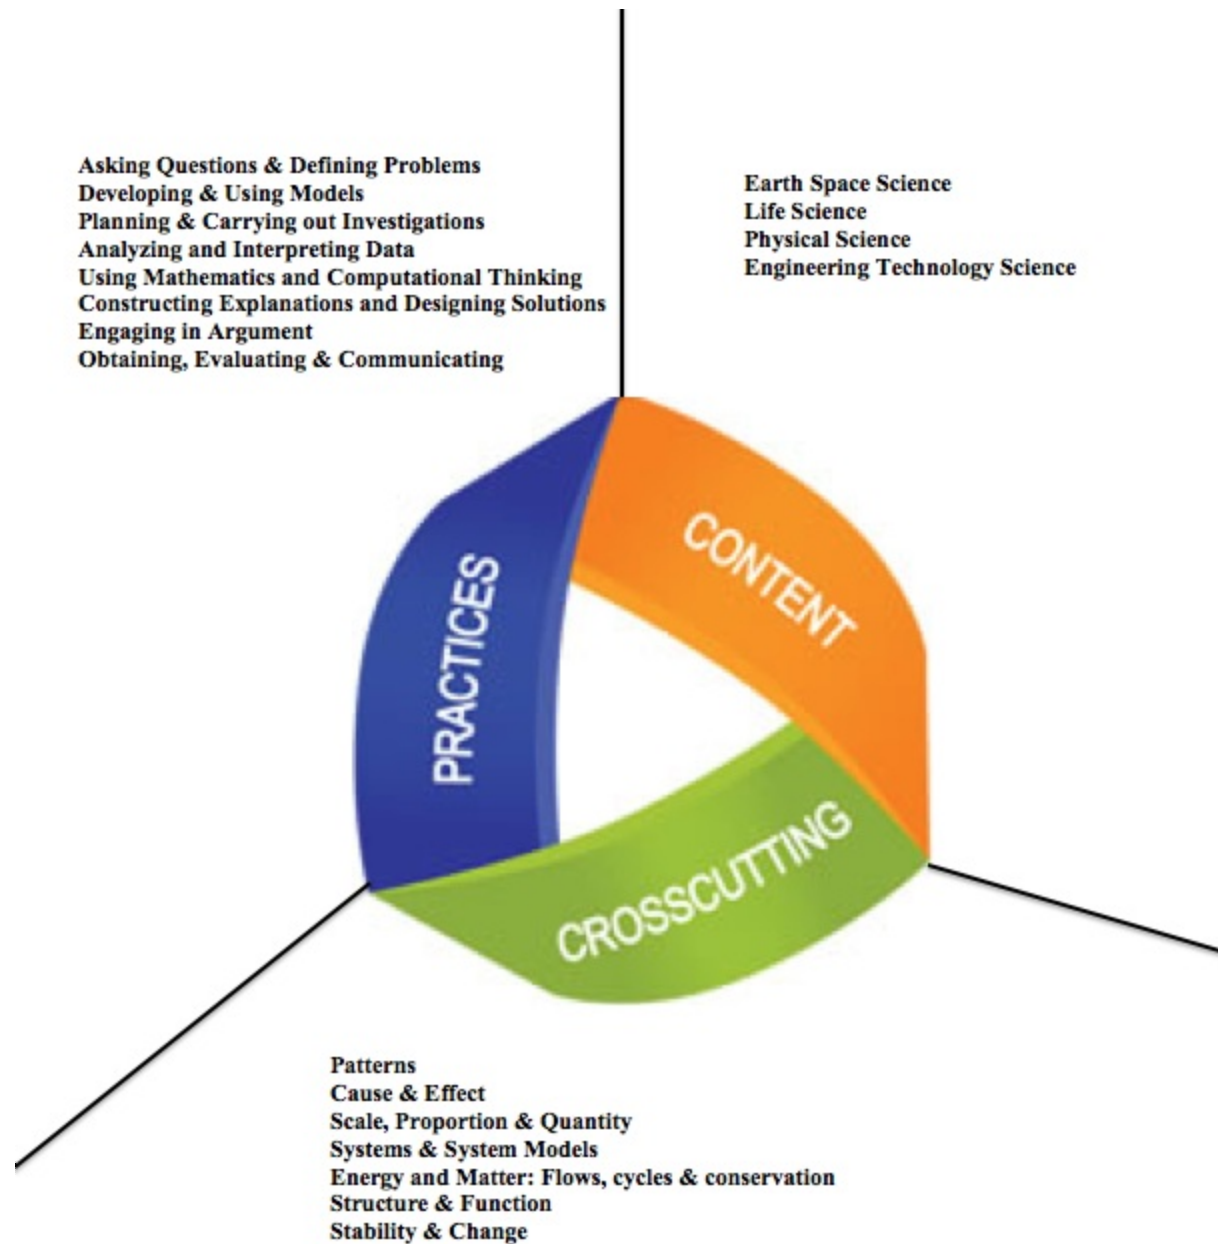 Asking Questions & Defining Problems
Developing & Using Models
Planning & Carrying out Investigations
Analyzing and Interpreting Data
Using Mathematics and Computational Thinking
Constructing Explanations and Designing Solutions
Engaging in Argument
Obtaining, Evaluating & Communicating
Earth Space Science
Life Science
Physical Science
Engineering Technology Science
PRACTICES
CONTENT
CROSSCUTTING
Patterns
Cause & Effect
Scale, Proportion & Quantity
Systems & System Models
Energy and Matter: Flows, cycles & conservation
Structure & Function
Stability & Change